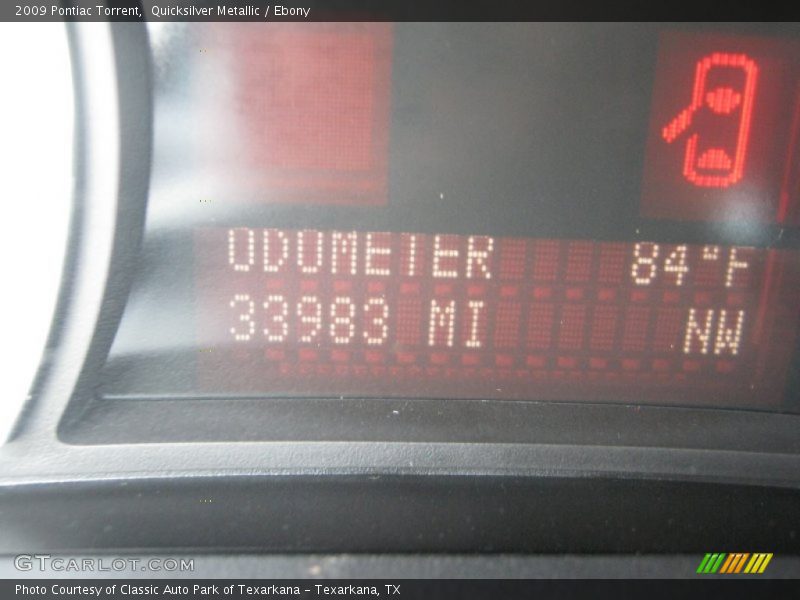 2009 Pontiac Torrent, Quicksilver Metallic / Ebony
ODOMETER 84°F
33983 MI NW
GTCARLOT.COM
Photo Courtesy of Classic Auto Park of Texarkana – Texarkana, TX